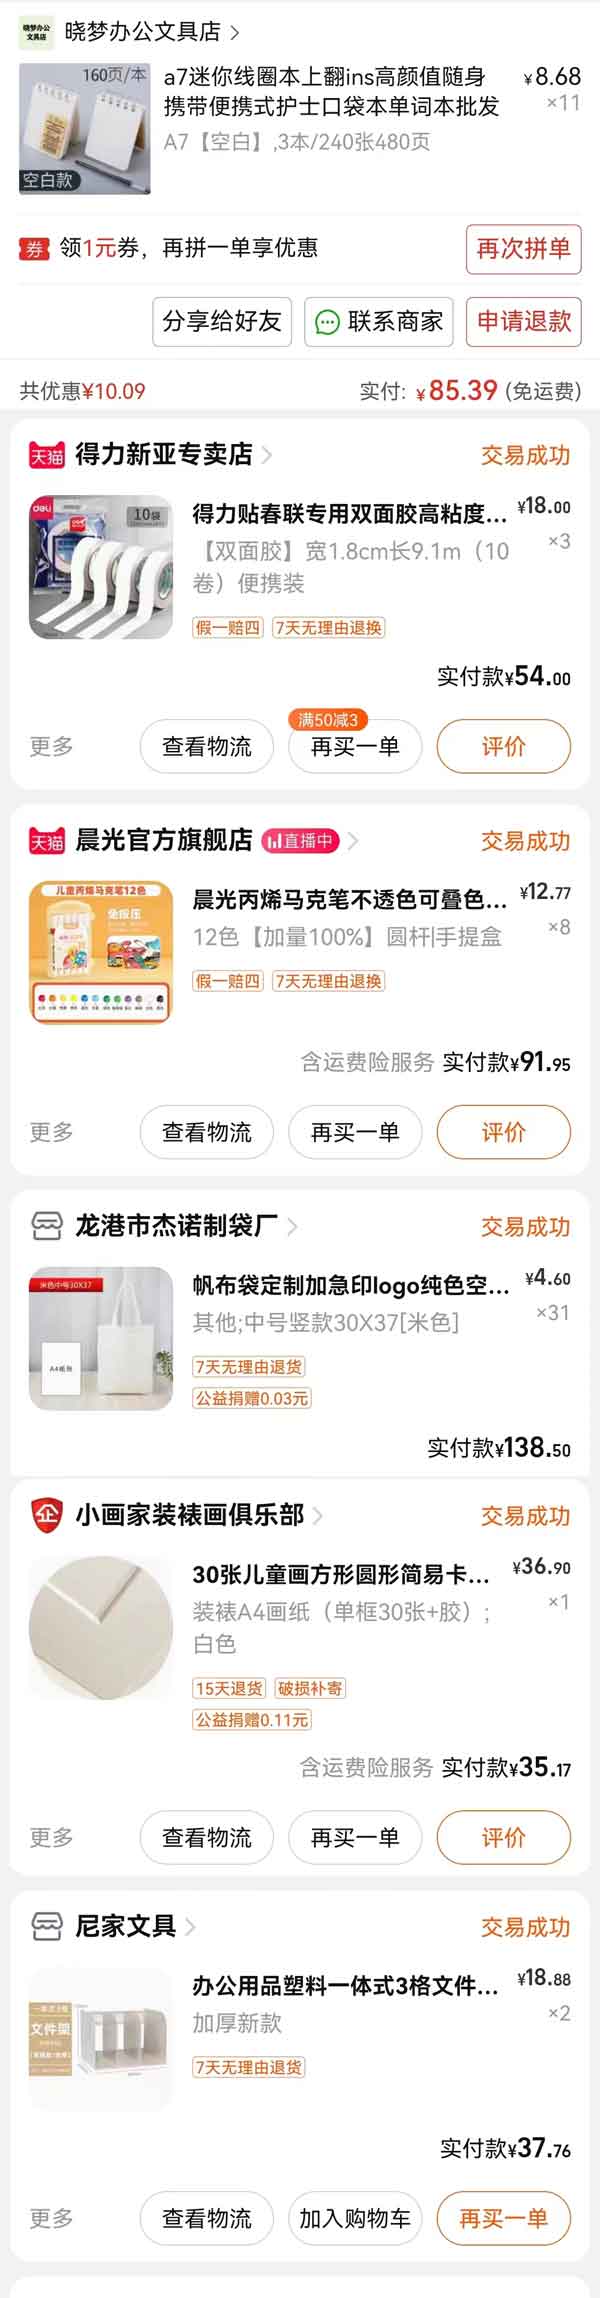 晓梦办公文具店
晓梦办公文具店 >
160页/本
空白款
a7迷你线圈本上翻ins高颜值随身
携带便携式护士口袋本单词本批发
¥8.68
×11
A7【空白】,3本/240张480页
券 领1元券，再拼一单享优惠
再次拼单
分享给好友
联系商家
申请退款
共优惠¥10.09
实付: ¥85.39 (免运费)
天猫 得力新亚专卖店 >
交易成功
deli
10袋
得力贴春联专用双面胶高粘度...
¥18.00
×3
【双面胶】宽1.8cm长9.1m（10
卷）便携装
假一赔四 7天无理由退换
实付款¥54.00
满50减3
更多
查看物流
再买一单
评价
天猫 晨光官方旗舰店 直播中 >
交易成功
儿童丙烯马克笔12色
免按压
晨光丙烯马克笔不透色可叠色...
¥12.77
×8
12色【加量100%】圆杆|手提盒
假一赔四 7天无理由退换
含运费险服务 实付款¥91.95
更多
查看物流
再买一单
评价
龙港市杰诺制袋厂 >
交易成功
米色中号30X37
A4纸张
帆布袋定制加急印logo纯色空...
¥4.60
×31
其他;中号竖款30X37[米色]
7天无理由退货
公益捐赠0.03元
实付款¥138.50
企 小画家装裱画俱乐部 >
交易成功
30张儿童画方形圆形简易卡...
¥36.90
×1
装裱A4画纸（单框30张+胶）;
白色
15天退货 破损补寄
公益捐赠0.11元
含运费险服务 实付款¥35.17
更多
查看物流
再买一单
评价
尼家文具 >
交易成功
文件架
办公用品塑料一体式3格文件...
¥18.88
×2
加厚新款
7天无理由退货
实付款¥37.76
更多
查看物流
加入购物车
再买一单